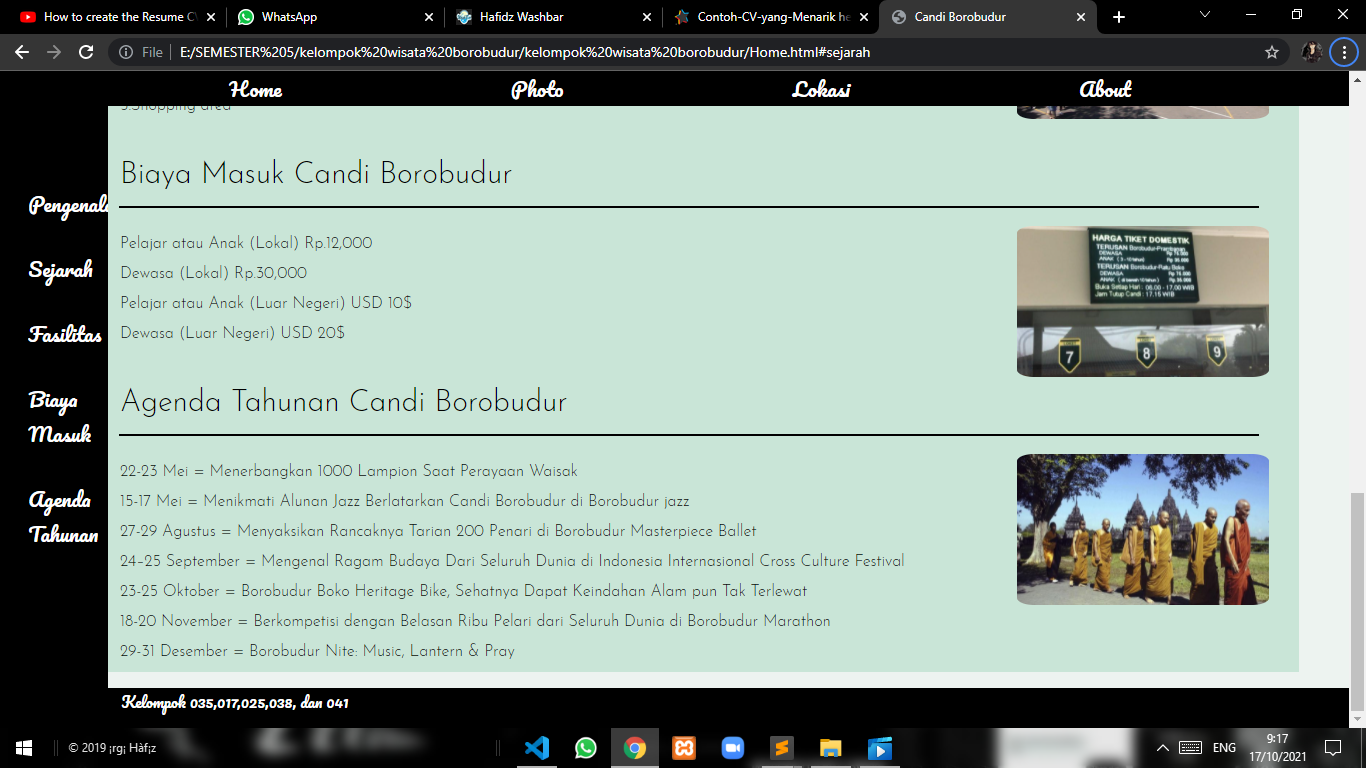 How to create the Resume C
WhatsApp
Hafidz Washbar
Contoh-CV-yang-Menarik he
Candi Borobudur
File
E:/SEMESTER%205/kelompok%20wisata%20borobudur/kelompok%20wisata%20borobudur/Home.html#sejarah
Home
Photo
Lokasi
About
Shopping area
Biaya Masuk Candi Borobudur
Pelajar atau Anak (Lokal) Rp.12,000
Dewasa (Lokal) Rp.30,000
Pelajar atau Anak (Luar Negeri) USD 10$
Dewasa (Luar Negeri) USD 20$
HARGA TIKET DOMESTIK
TERUSAN Borobudur-Prambanan
DEWASA
ANAK
TERUSAN Borobudur-Ratu Boko
DEWASA
ANAK
Buka Setiap Hari : 06.00 - 17.00 WIB
Jam Tutup Candi : 17.15 WIB
7
8
9
Agenda Tahunan Candi Borobudur
22-23 Mei = Menerbangkan 1000 Lampion Saat Perayaan Waisak
15-17 Mei = Menikmati Alunan Jazz Berlatarkan Candi Borobudur di Borobudur jazz
27-29 Agustus = Menyaksikan Rancaknya Tarian 200 Penari di Borobudur Masterpiece Ballet
24–25 September = Mengenal Ragam Budaya Dari Seluruh Dunia di Indonesia Internasional Cross Culture Festival
23-25 Oktober = Borobudur Boko Heritage Bike, Sehatnya Dapat Keindahan Alam pun Tak Terlewat
18-20 November = Berkompetisi dengan Belasan Ribu Pelari dari Seluruh Dunia di Borobudur Marathon
29-31 Desember = Borobudur Nite: Music, Lantern & Pray
Pengenal
Sejarah
Fasilitas
Biaya
Masuk
Agenda
Tahunan
Kelompok 035,017,025,038, dan 041
© 2019 ¡rg¡ Hàf¡z
ENG
9:17
17/10/2021